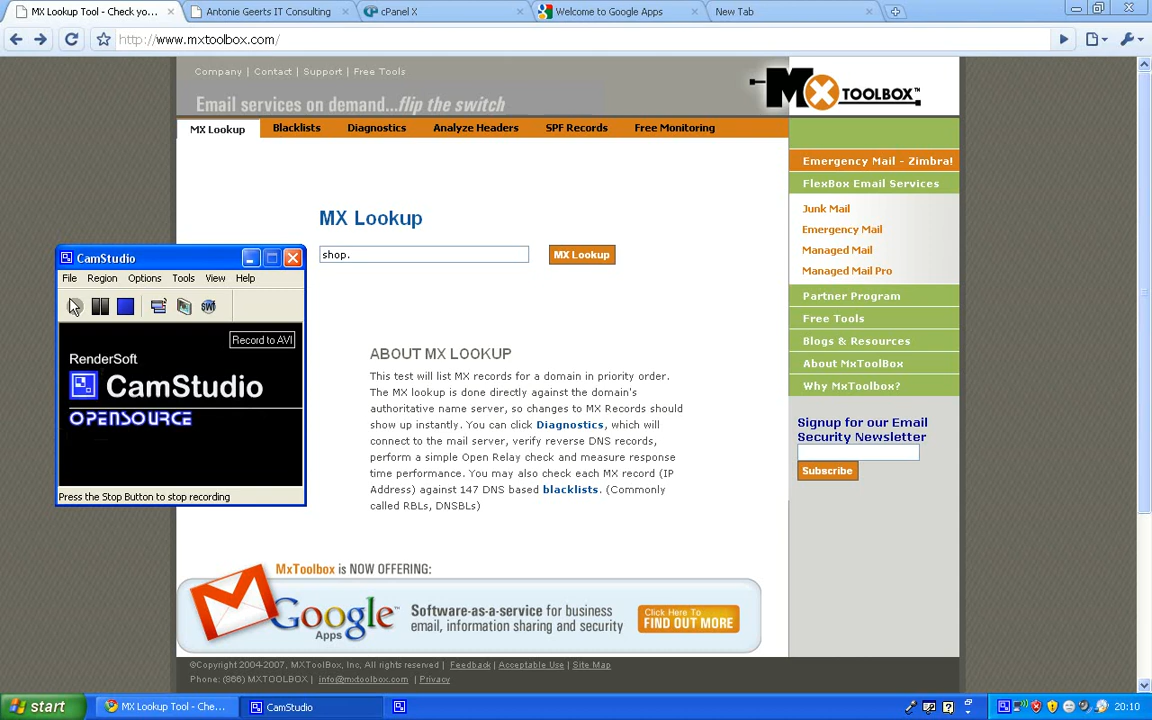 MX Lookup Tool - Check yo...
Antonie Geerts IT Consulting
cPanel X
Welcome to Google Apps
New Tab
http://www.mxtoolbox.com/
Company | Contact | Support | Free Tools
Email services on demand...flip the switch
MX TOOLBOX™
MX Lookup
Blacklists
Diagnostics
Analyze Headers
SPF Records
Free Monitoring
Emergency Mail - Zimbra!
FlexBox Email Services
Junk Mail
Emergency Mail
Managed Mail
Managed Mail Pro
Partner Program
Free Tools
Blogs & Resources
About MxToolBox
Why MxToolbox?
Signup for our Email
Security Newsletter
Subscribe
MX Lookup
shop.
MX Lookup
CamStudio
File Region Options Tools View Help
SWF
Record to AVI
RenderSoft
CamStudio
OPENSOURCE
Press the Stop Button to stop recording
ABOUT MX LOOKUP
This test will list MX records for a domain in priority order.
The MX lookup is done directly against the domain's
authoritative name server, so changes to MX Records should
show up instantly. You can click Diagnostics, which will
connect to the mail server, verify reverse DNS records,
perform a simple Open Relay check and measure response
time performance. You may also check each MX record (IP
Address) against 147 DNS based blacklists. (Commonly
called RBLs, DNSBLs)
MxToolbox is NOW OFFERING:
Google™
Apps
Software-as-a-service for business
email, information sharing and security
Click Here To
FIND OUT MORE
©Copyright 2004-2007, MXToolBox, Inc, All rights reserved | Feedback | Acceptable Use | Site Map
Phone: (866) MXTOOLBOX | info@mxtoolbox.com | Privacy
start
MX Lookup Tool - Che...
CamStudio
20:10